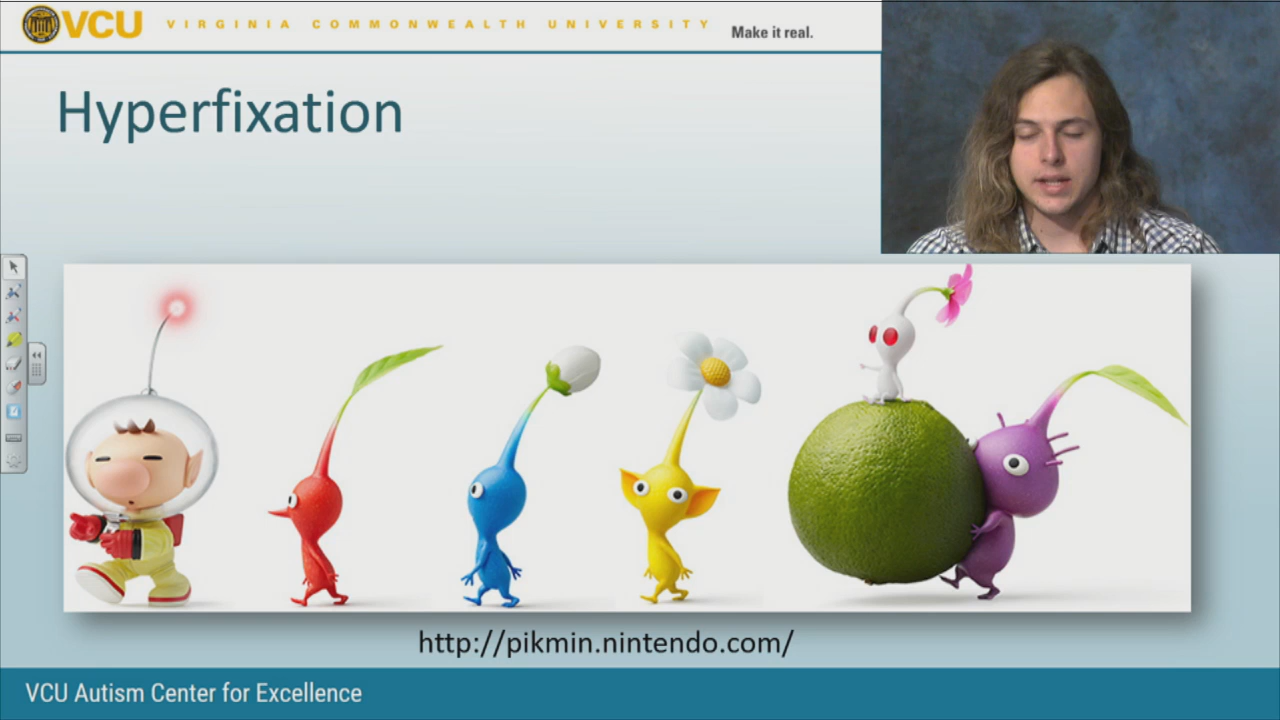 VCU VIRGINIA COMMONWEALTH UNIVERSITY Make it real.
Hyperfixation
http://pikmin.nintendo.com/
VCU Autism Center for Excellence